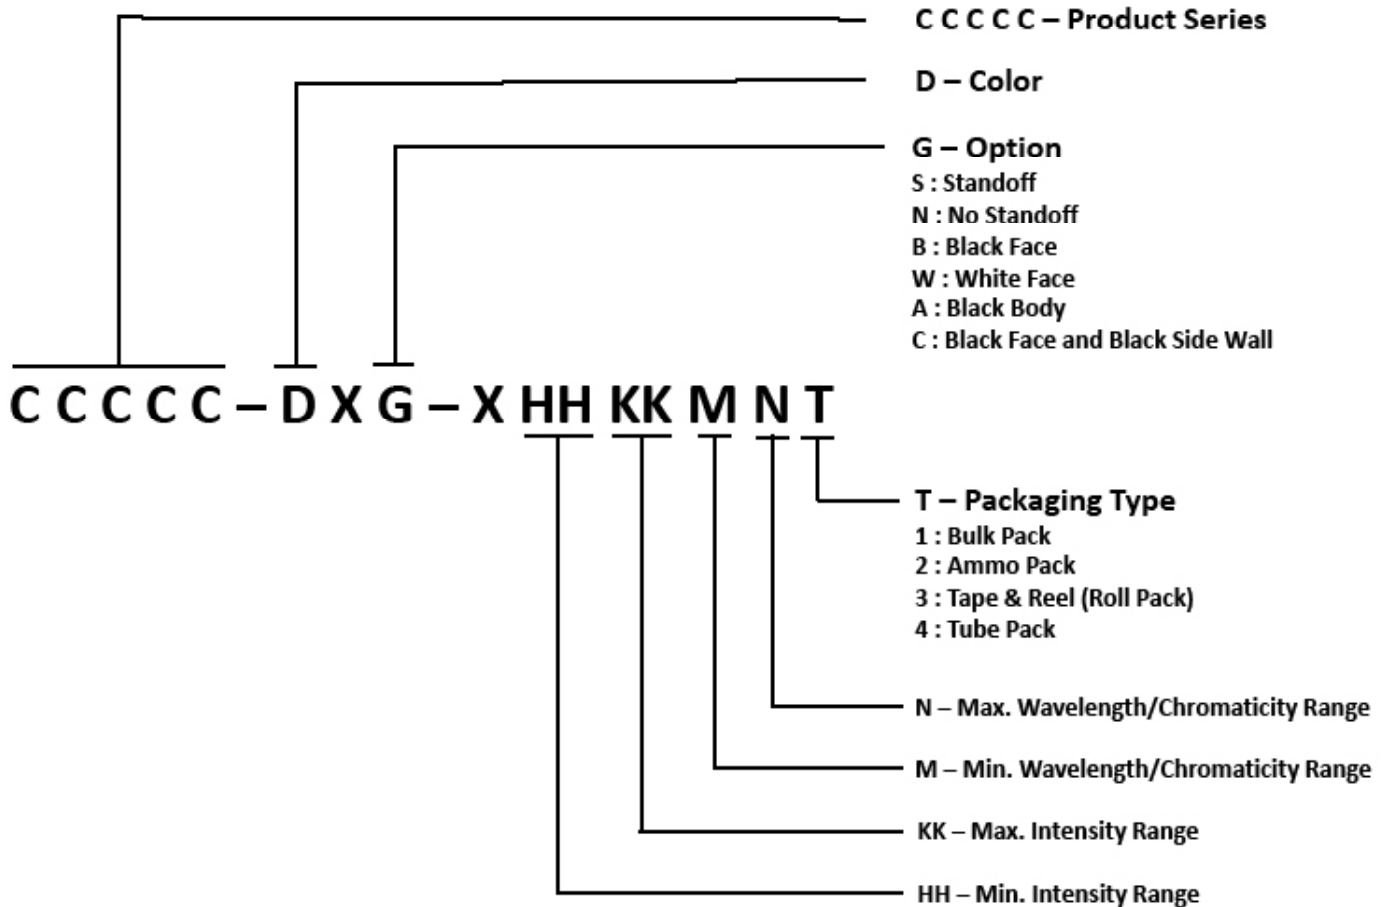 C C C C C – Product Series
D – Color
G – Option
S : Standoff
N : No Standoff
B : Black Face
W : White Face
A : Black Body
C : Black Face and Black Side Wall
C C C C C – D X G – X HH KK M N T
T – Packaging Type
1 : Bulk Pack
2 : Ammo Pack
3 : Tape & Reel (Roll Pack)
4 : Tube Pack
N – Max. Wavelength/Chromaticity Range
M – Min. Wavelength/Chromaticity Range
KK – Max. Intensity Range
HH – Min. Intensity Range